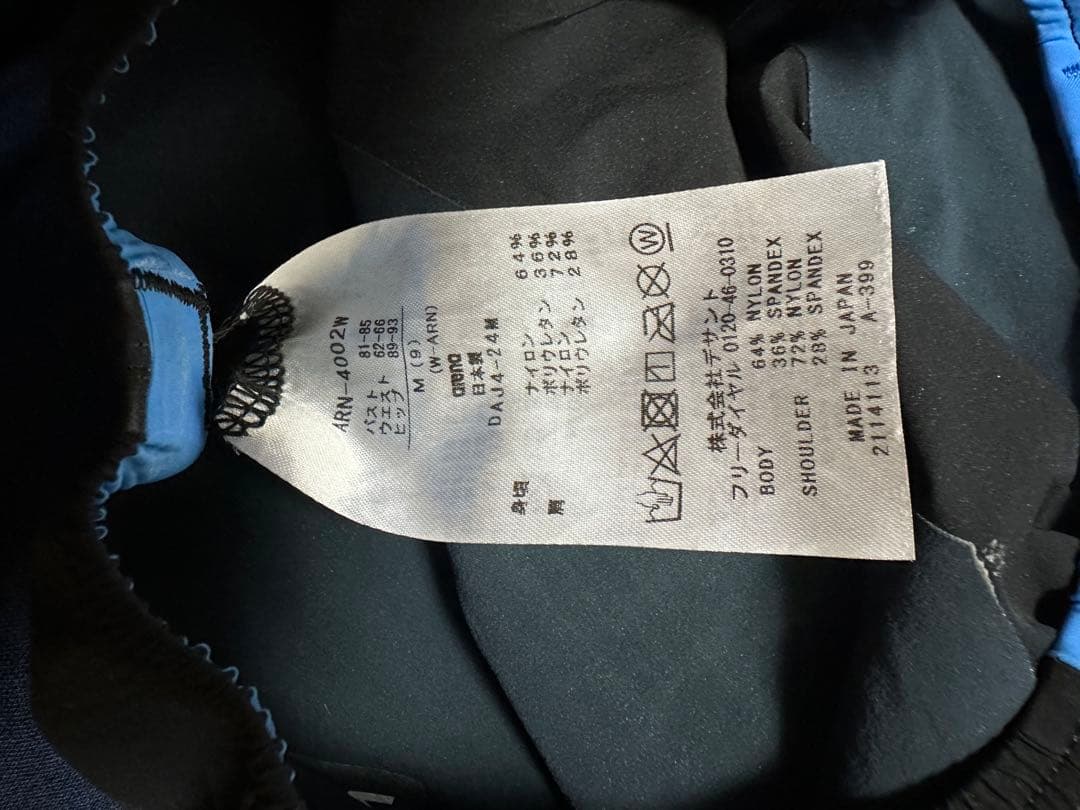 ARN-4002W
バスト 81-85
ウエスト 62-66
ヒップ 89-93
M (9)
(W-ARN)
arena
日本製
DAJ4-24
身頃 ナイロン 64%
ポリウレタン 36%
肩 ナイロン 72%
ポリウレタン 28%
W
株式会社デサント
フリーダイヤル 0120-46-0310
BODY 64% NYLON
36% SPANDEX
SHOULDER 72% NYLON
28% SPANDEX
MADE IN JAPAN
2114113 A-399